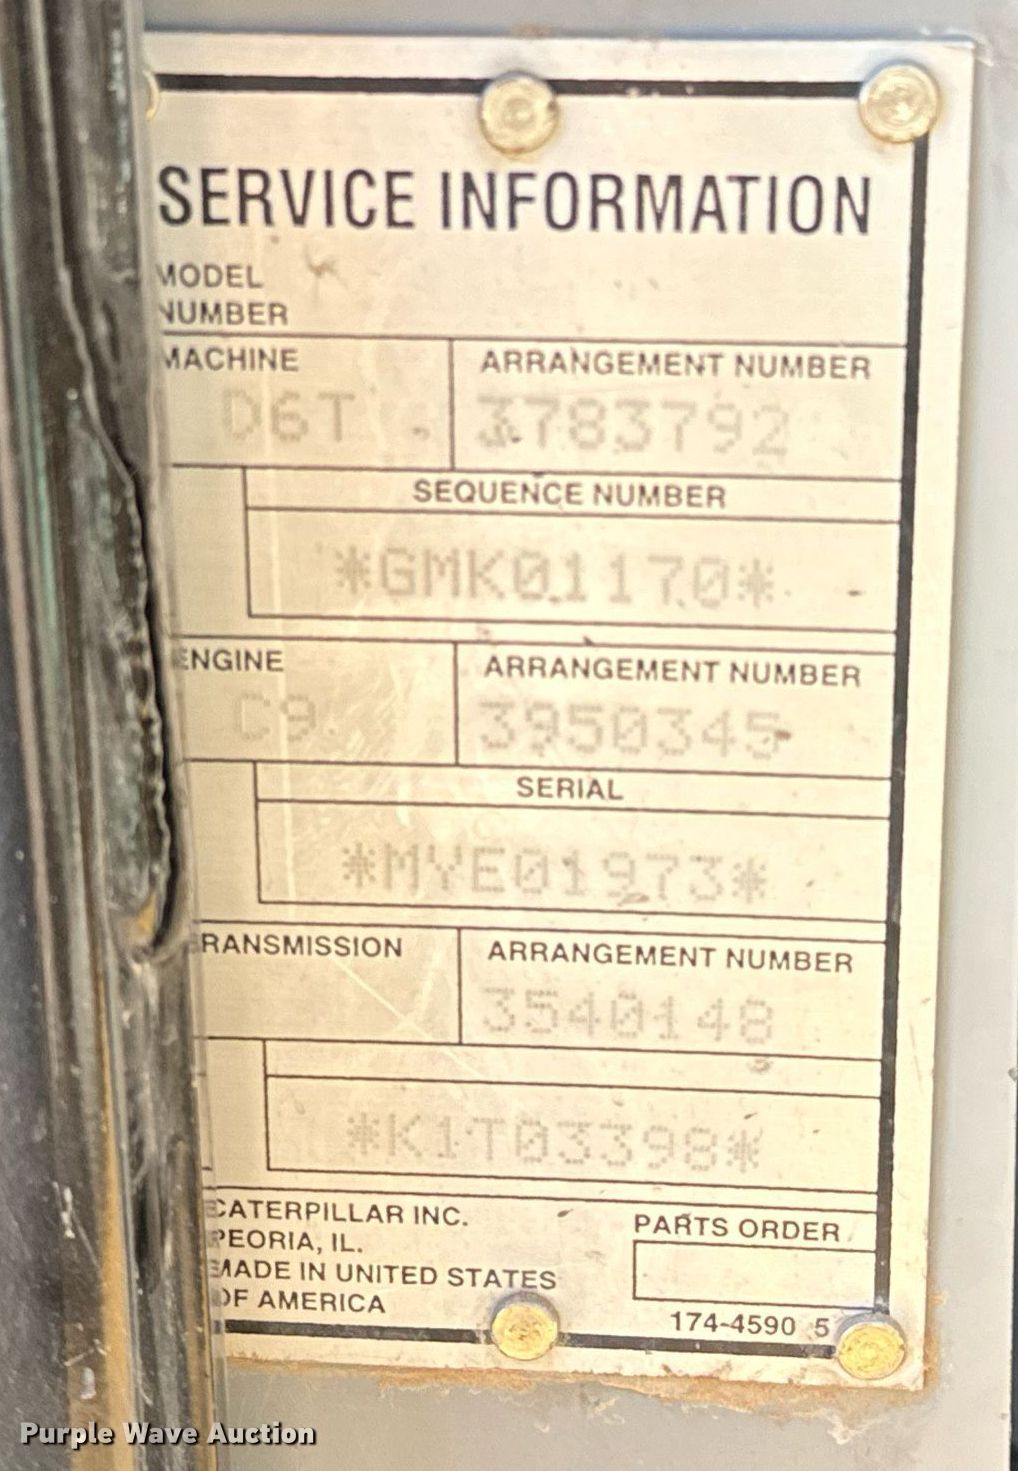 SERVICE INFORMATION
MODEL
NUMBER
MACHINE ARRANGEMENT NUMBER
D6T 3783792
SEQUENCE NUMBER
*GMK01170*
ENGINE ARRANGEMENT NUMBER
C9 3950345
SERIAL
*MYE01973*
TRANSMISSION ARRANGEMENT NUMBER
3540148
*K1T03398*
CATERPILLAR INC.
PEORIA, IL.
MADE IN UNITED STATES
OF AMERICA
PARTS ORDER
174-4590 5
Purple Wave Auction